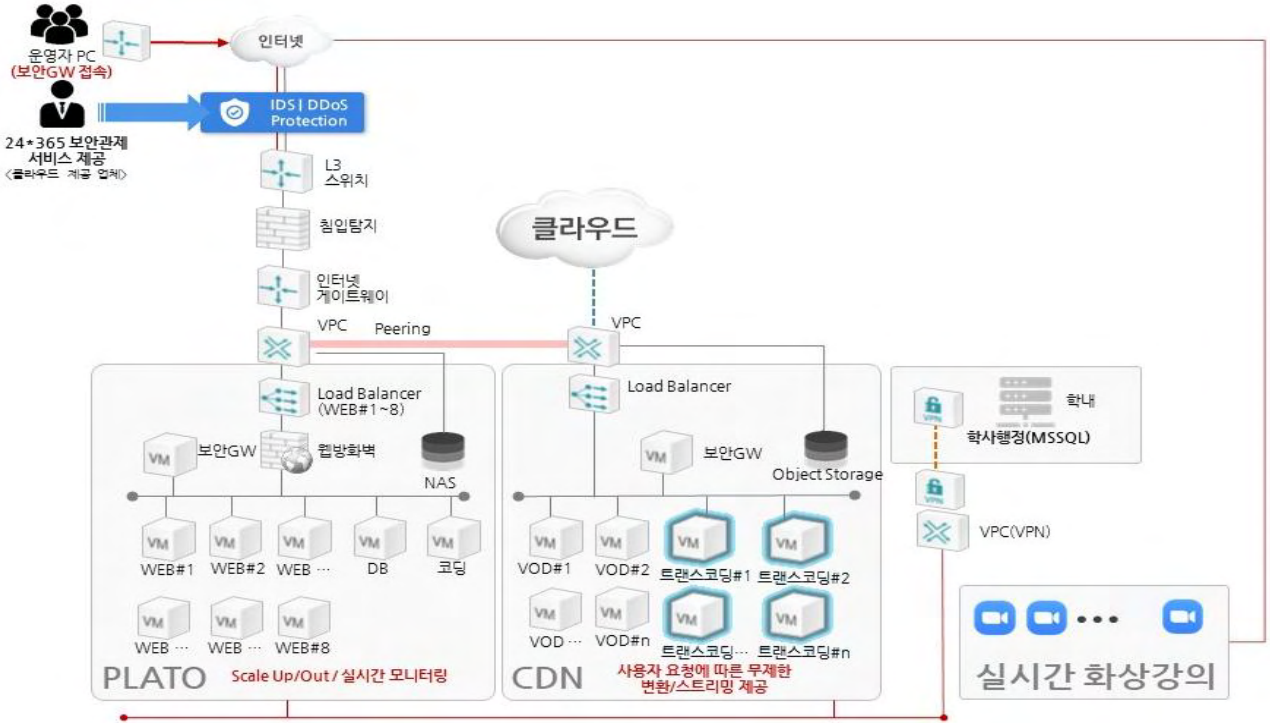 운영자 PC
(보안GW 접속)
인터넷
IDS | DDoS
Protection
24*365 보안관제
서비스 제공
<클라우드 제공 업체>
L3
스위치
침입탐지
클라우드
인터넷
게이트웨이
VPC
Peering
VPC
Load Balancer
(WEB#1~8)
Load Balancer
VPN
학내
학사행정(MSSQL)
VM
보안GW
웹방화벽
NAS
VM
보안GW
Object Storage
VPN
VPC(VPN)
VM
VM
VM
VM
VM
WEB#1
WEB#2
WEB ⋯
DB
코딩
VM
VM
VM
VM
VOD#1
VOD#2
트랜스코딩#1
트랜스코딩#2
VM
VM
VM
WEB ⋯
WEB ⋯
WEB#8
VM
VM
VM
VM
VOD ⋯
VOD#n
트랜스코딩⋯
트랜스코딩#n
PLATO
Scale Up/Out / 실시간 모니터링
CDN
사용자 요청에 따른 무제한
변환/스트리밍 제공
실시간 화상강의